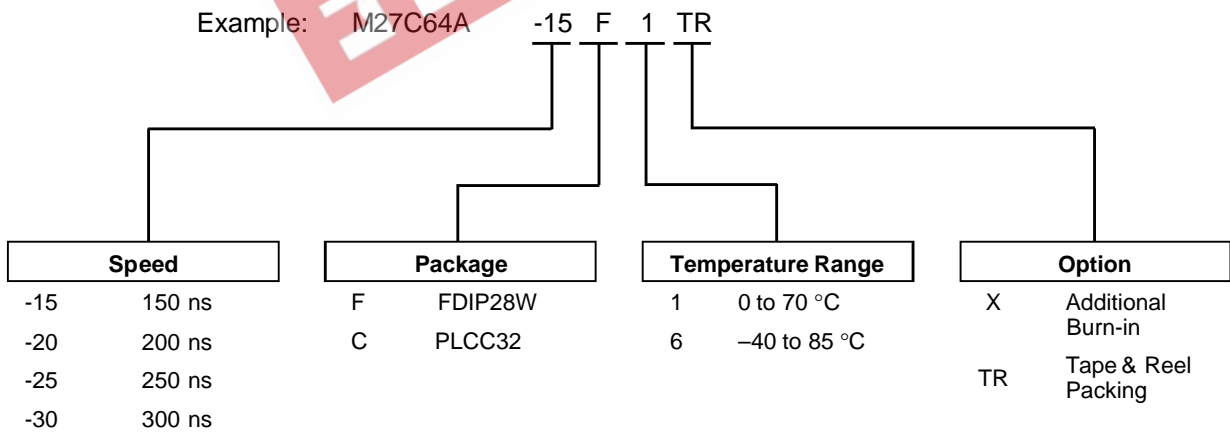 Example: M27C64A -15 F 1 TR
Speed Package Temperature Range Option
-15 150 ns F FDIP28W 1 0 to 70 °C X Additional Burn-in
-20 200 ns C PLCC32 6 –40 to 85 °C
-25 250 ns TR Tape & Reel Packing
-30 300 ns